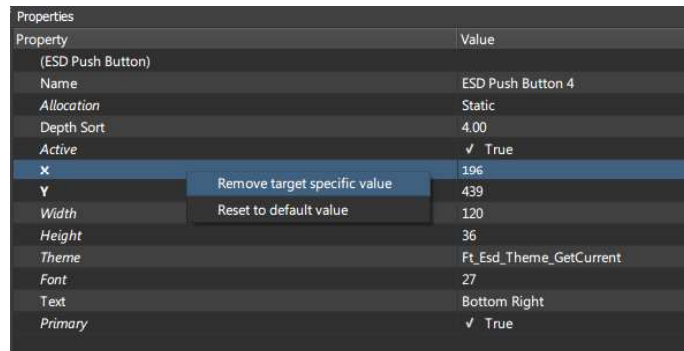 Properties
Property Value
(ESD Push Button)
Name ESD Push Button 4
Allocation Static
Depth Sort 4.00
Active ✓ True
X 196
Remove target specific value
Y 439
Reset to default value
Width 120
Height 36
Theme Ft_Esd_Theme_GetCurrent
Font 27
Text Bottom Right
Primary ✓ True